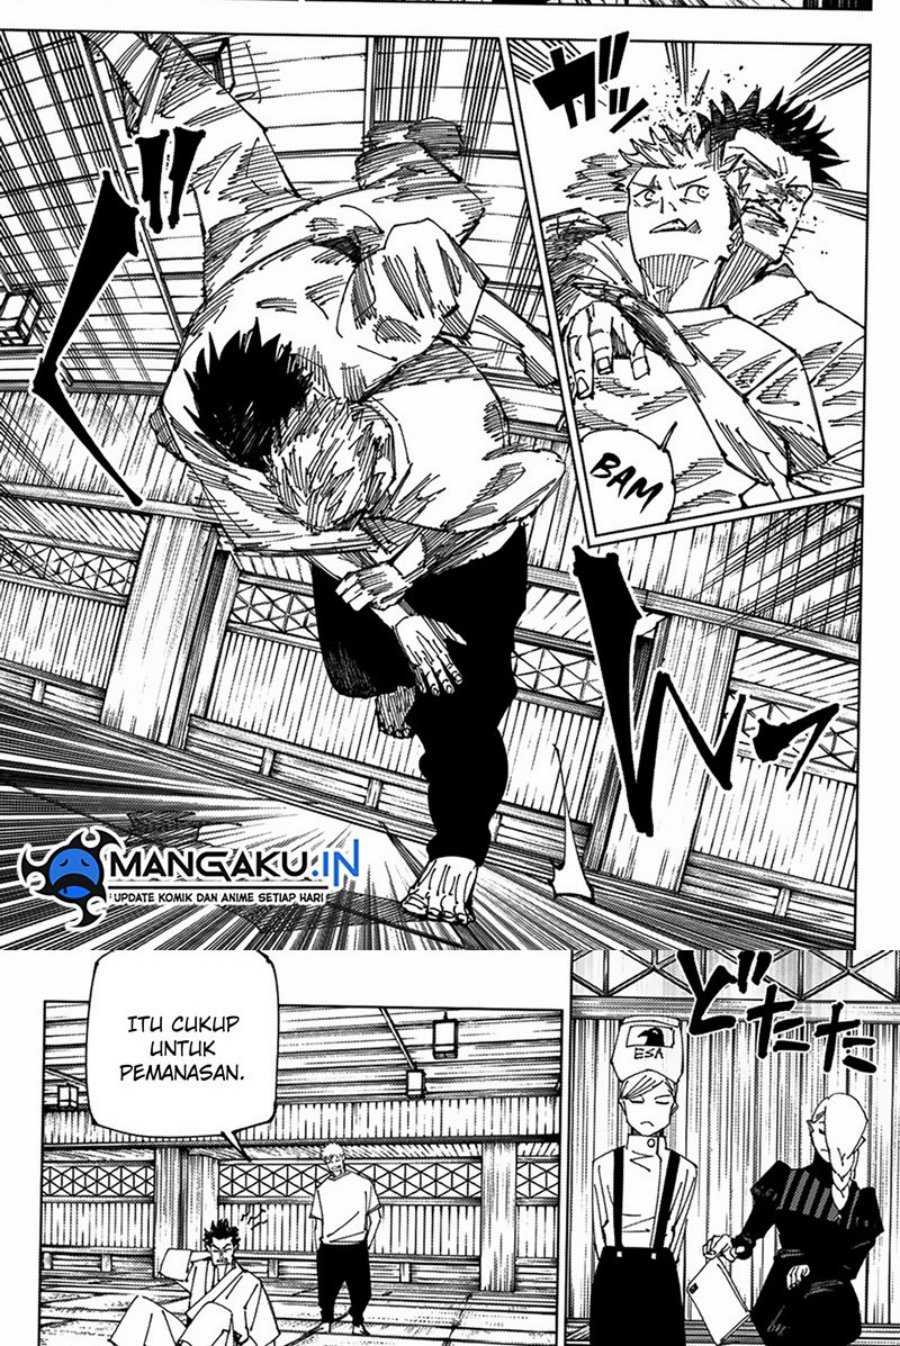 ガッ
BAM
MANGAKU.IN
UPDATE KOMIK DAN ANIME SETIAP HARI
ITU CUKUP
UNTUK
PEMANASAN.
どたた
ESA